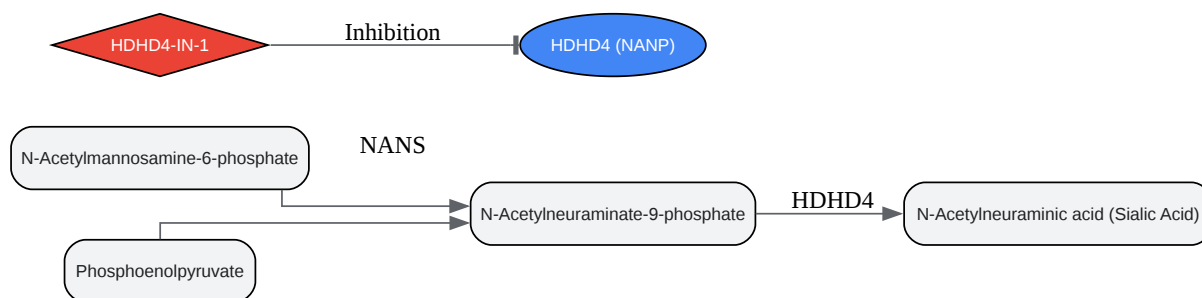 HDHD4-IN-1
Inhibition
HDHD4 (NANP)
N-Acetylmannosamine-6-phosphate
NANS
N-Acetylneuraminate-9-phosphate
HDHD4
N-Acetylneuraminic acid (Sialic Acid)
Phosphoenolpyruvate